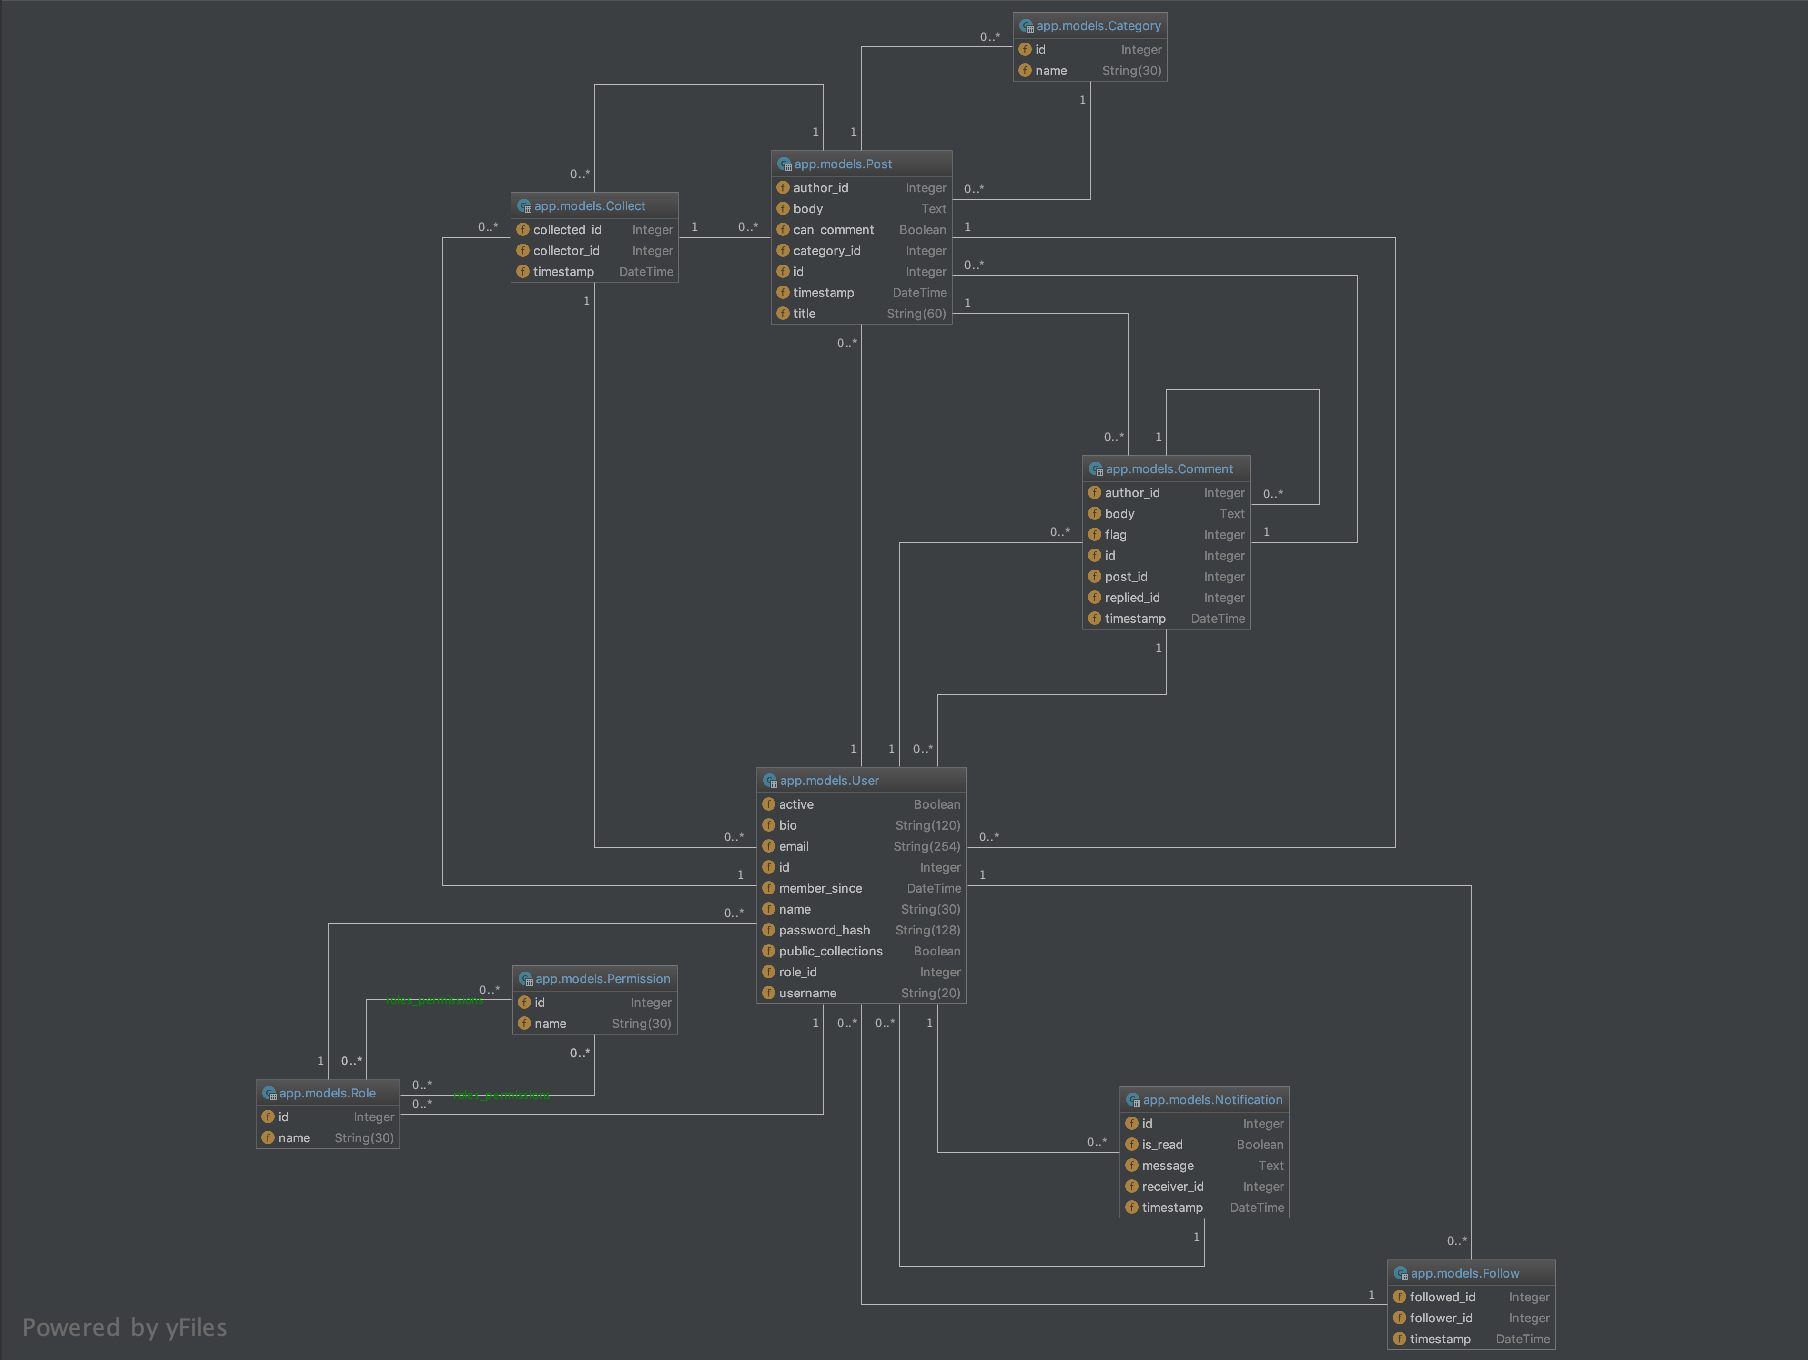 app.models.Category
id Integer
name String(30)
0..*
1
1
1
0..*
app.models.Post
author_id Integer
body Text
can_comment Boolean
category_id Integer
id Integer
timestamp DateTime
title String(60)
0..*
1
0..*
1
0..*
app.models.Collect
collected_id Integer
collector_id Integer
timestamp DateTime
0..*
1
0..*
1
0..*
1
app.models.Comment
author_id Integer
body Text
flag Integer
id Integer
post_id Integer
replied_id Integer
timestamp DateTime
0..*
1
0..*
1
1
1
0..*
app.models.User
active Boolean
bio String(120)
email String(254)
id Integer
member_since DateTime
name String(30)
password_hash String(128)
public_collections Boolean
role_id Integer
username String(20)
0..*
1
0..*
0..*
1
1
0..*
0..*
1
app.models.Permission
id Integer
name String(30)
0..*
roles_permissions
0..*
1
0..*
app.models.Role
id Integer
name String(30)
0..*
roles_permissions
0..*
app.models.Notification
id Integer
is_read Boolean
message Text
receiver_id Integer
timestamp DateTime
0..*
1
app.models.Follow
followed_id Integer
follower_id Integer
timestamp DateTime
0..*
1
Powered by yFiles